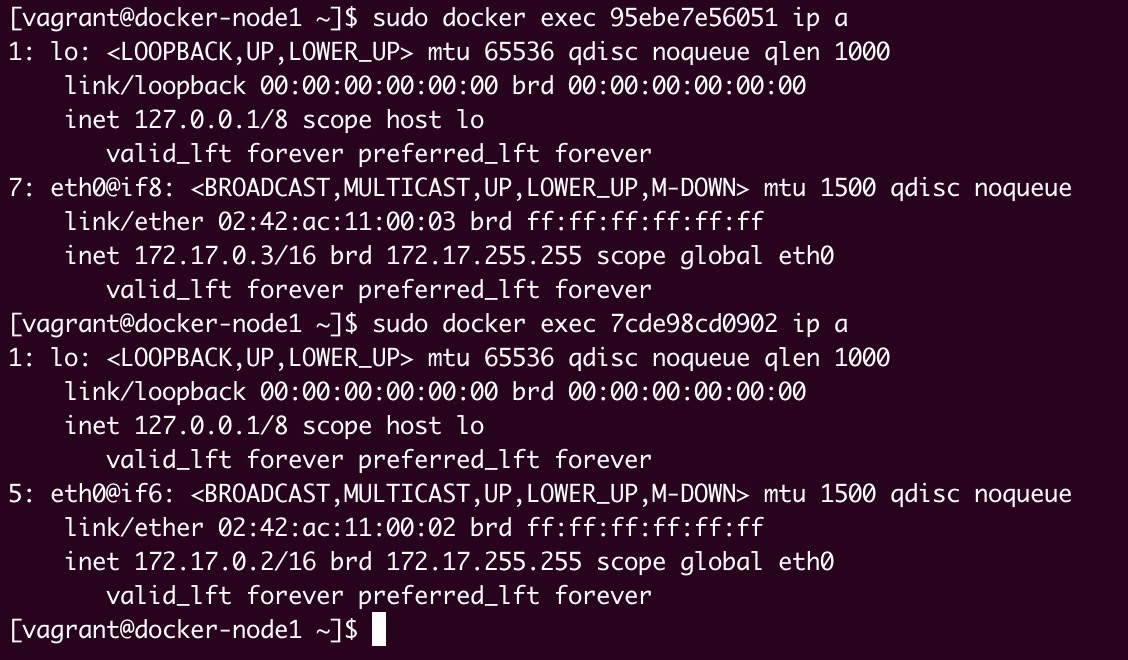 [vagrant@docker-node1 ~]$ sudo docker exec 95ebe7e56051 ip a
1: lo: <LOOPBACK,UP,LOWER_UP> mtu 65536 qdisc noqueue qlen 1000
    link/loopback 00:00:00:00:00:00 brd 00:00:00:00:00:00
    inet 127.0.0.1/8 scope host lo
       valid_lft forever preferred_lft forever
7: eth0@if8: <BROADCAST,MULTICAST,UP,LOWER_UP,M-DOWN> mtu 1500 qdisc noqueue
    link/ether 02:42:ac:11:00:03 brd ff:ff:ff:ff:ff:ff
    inet 172.17.0.3/16 brd 172.17.255.255 scope global eth0
       valid_lft forever preferred_lft forever
[vagrant@docker-node1 ~]$ sudo docker exec 7cde98cd0902 ip a
1: lo: <LOOPBACK,UP,LOWER_UP> mtu 65536 qdisc noqueue qlen 1000
    link/loopback 00:00:00:00:00:00 brd 00:00:00:00:00:00
    inet 127.0.0.1/8 scope host lo
       valid_lft forever preferred_lft forever
5: eth0@if6: <BROADCAST,MULTICAST,UP,LOWER_UP,M-DOWN> mtu 1500 qdisc noqueue
    link/ether 02:42:ac:11:00:02 brd ff:ff:ff:ff:ff:ff
    inet 172.17.0.2/16 brd 172.17.255.255 scope global eth0
       valid_lft forever preferred_lft forever
[vagrant@docker-node1 ~]$